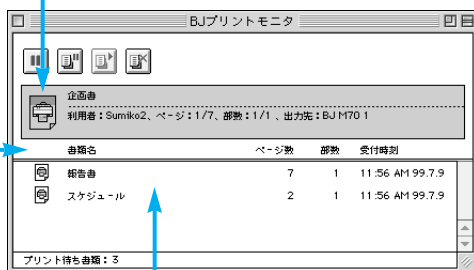 BJプリントモニタ
企画書
利用者：Sumiko2、ページ：1/7、部数：1/1 、出力先：BJ M70 1
書類名 ページ数 部数 受付時刻
報告書 7 1 11:56 AM 99.7.9
スケジュール 2 1 11:56 AM 99.7.9
プリント待ち書類：3